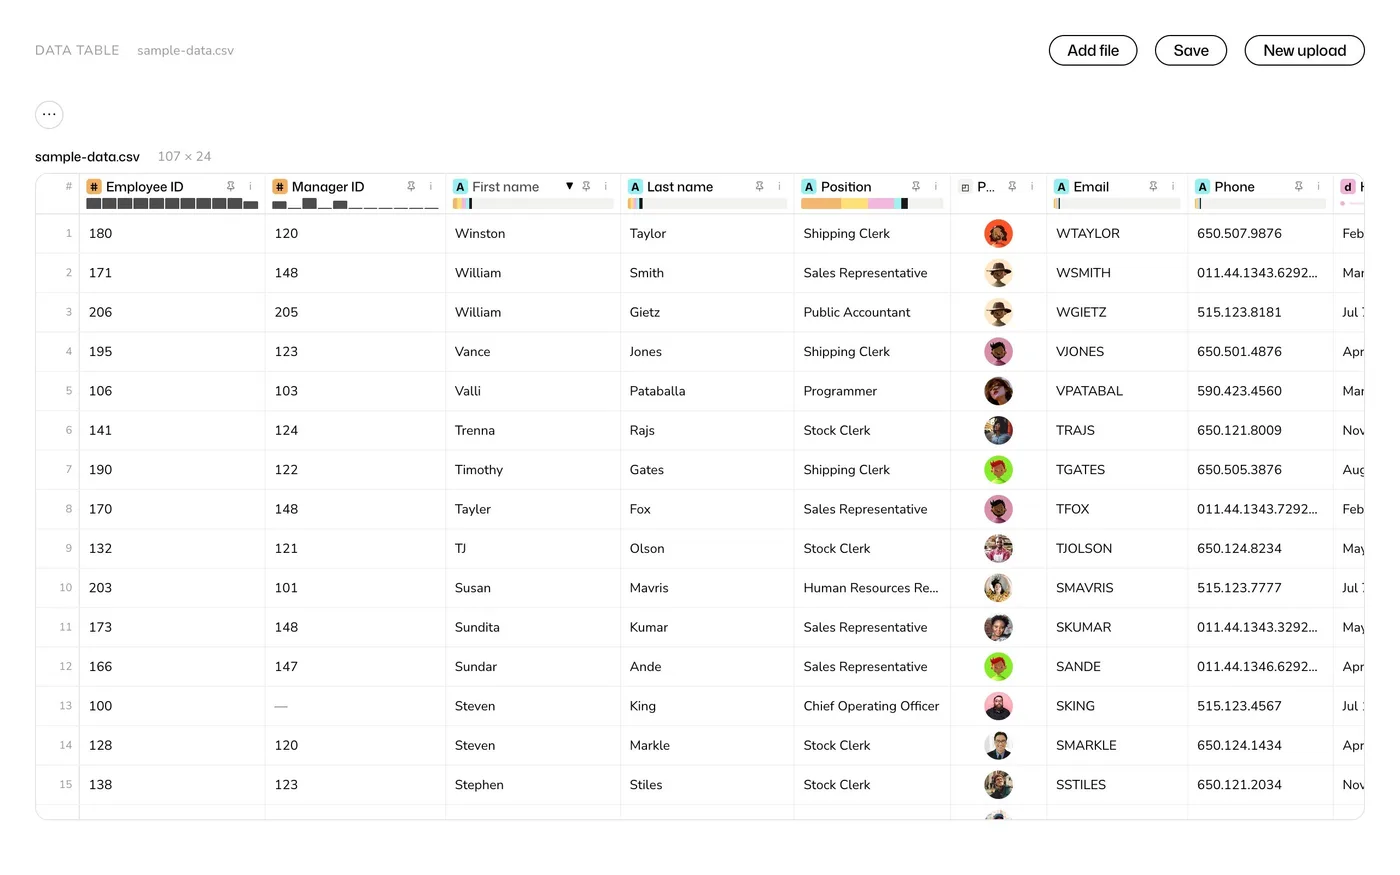 DATA TABLE sample-data.csv Add file Save New upload
...
sample-data.csv 107 × 24
# # Employee ID i # Manager ID i A First name ▼ i A Last name i A Position i P... i A Email i A Phone i d
1 180 120 Winston Taylor Shipping Clerk WTAYLOR 650.507.9876 Feb
2 171 148 William Smith Sales Representative WSMITH 011.44.1343.6292... Mar
3 206 205 William Gietz Public Accountant WGIETZ 515.123.8181 Jul
4 195 123 Vance Jones Shipping Clerk VJONES 650.501.4876 Apr
5 106 103 Valli Pataballa Programmer VPATABAL 590.423.4560 Mar
6 141 124 Trenna Rajs Stock Clerk TRAJS 650.121.8009 Nov
7 190 122 Timothy Gates Shipping Clerk TGATES 650.505.3876 Aug
8 170 148 Tayler Fox Sales Representative TFOX 011.44.1343.7292... Feb
9 132 121 TJ Olson Stock Clerk TJOLSON 650.124.8234 May
10 203 101 Susan Mavris Human Resources Re... SMAVRIS 515.123.7777 Jul
11 173 148 Sundita Kumar Sales Representative SKUMAR 011.44.1343.3292... May
12 166 147 Sundar Ande Sales Representative SANDE 011.44.1346.6292... Apr
13 100 — Steven King Chief Operating Officer SKING 515.123.4567 Jul
14 128 120 Steven Markle Stock Clerk SMARKLE 650.124.1434 Apr
15 138 123 Stephen Stiles Stock Clerk SSTILES 650.121.2034 Nov